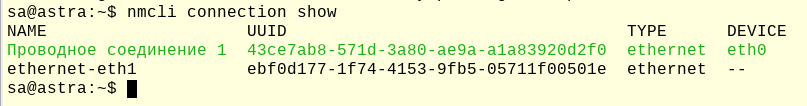 sa@astra:~$ nmcli connection show
NAME UUID TYPE DEVICE
Проводное соединение 1 43ce7ab8-571d-3a80-ae9a-a1a83920d2f0 ethernet eth0
ethernet-eth1 ebf0d177-1f74-4153-9fb5-05711f00501e ethernet --
sa@astra:~$